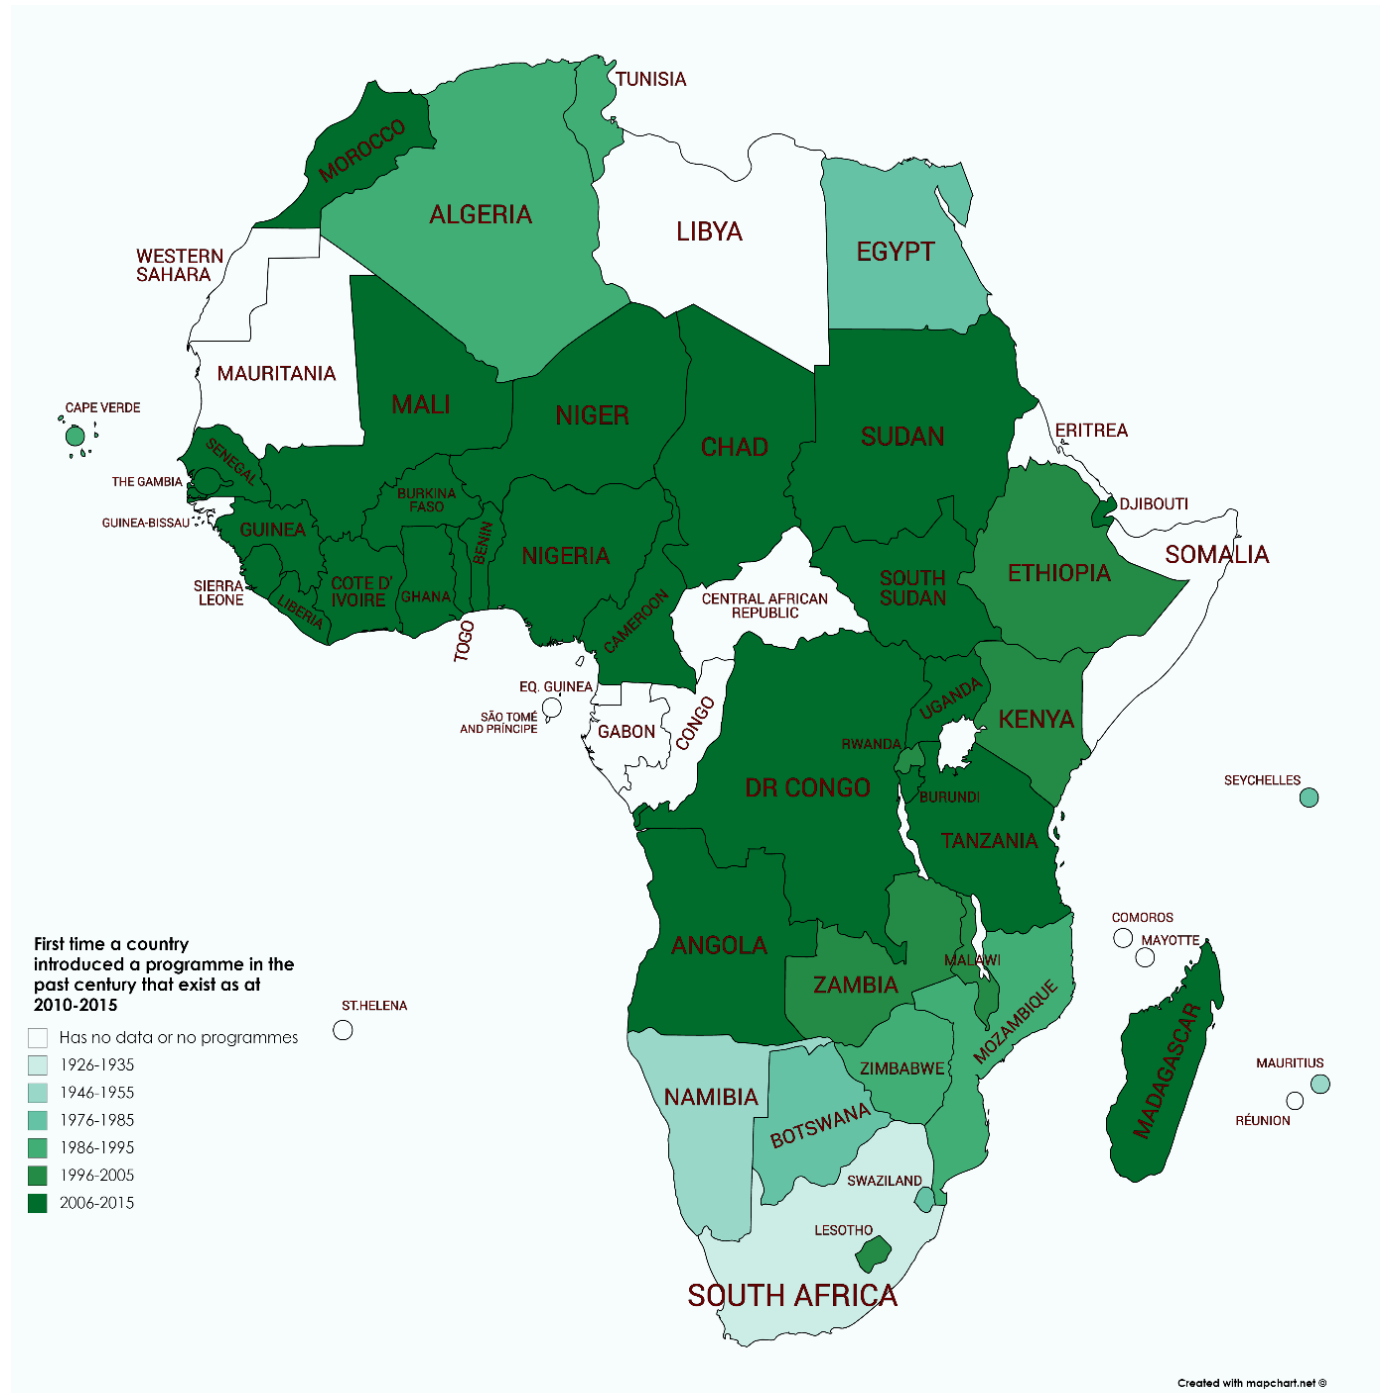 TUNISIA
MOROCCO
ALGERIA
LIBYA
EGYPT
WESTERN
SAHARA
MAURITANIA
MALI
NIGER
CHAD
SUDAN
ERITREA
CAPE VERDE
SENEGAL
THE GAMBIA
BURKINA
FASO
DJIBOUTI
GUINEA-BISSAU
GUINEA
BENIN
NIGERIA
SOMALIA
ETHIOPIA
SIERRA
LEONE
LIBERIA
COTE D'
IVOIRE
GHANA
TOGO
CAMEROON
CENTRAL AFRICAN
REPUBLIC
SOUTH
SUDAN
EQ. GUINEA
SÃO TOMÉ
AND PRÍNCIPE
GABON
CONGO
UGANDA
KENYA
RWANDA
DR CONGO
BURUNDI
SEYCHELLES
TANZANIA
COMOROS
MAYOTTE
ANGOLA
MALAWI
ZAMBIA
MOZAMBIQUE
MADAGASCAR
First time a country
introduced a programme in the
past century that exist as at
2010-2015
Has no data or no programmes
1926-1935
1946-1955
1976-1985
1986-1995
1996-2005
2006-2015
ST.HELENA
ZIMBABWE
MAURITIUS
NAMIBIA
BOTSWANA
RÉUNION
SWAZILAND
LESOTHO
SOUTH AFRICA
Created with mapchart.net ©